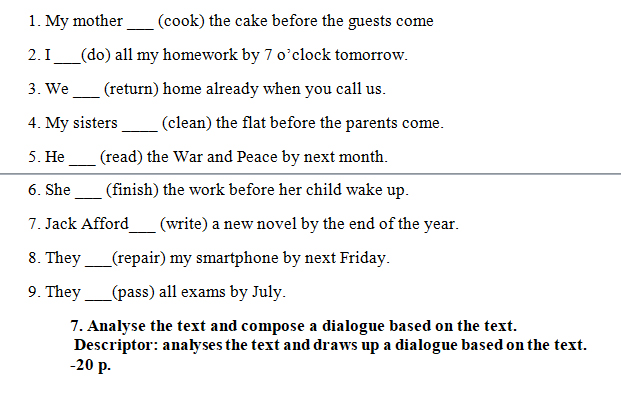 1. My mother ___ (cook) the cake before the guests come
2. I ___(do) all my homework by 7 o’clock tomorrow.
3. We ___ (return) home already when you call us.
4. My sisters ____ (clean) the flat before the parents come.
5. He ___ (read) the War and Peace by next month.
6. She ___ (finish) the work before her child wake up.
7. Jack Afford___ (write) a new novel by the end of the year.
8. They ___(repair) my smartphone by next Friday.
9. They ___(pass) all exams by July.
7. Analyse the text and compose a dialogue based on the text.
Descriptor: analyses the text and draws up a dialogue based on the text.
-20 p.